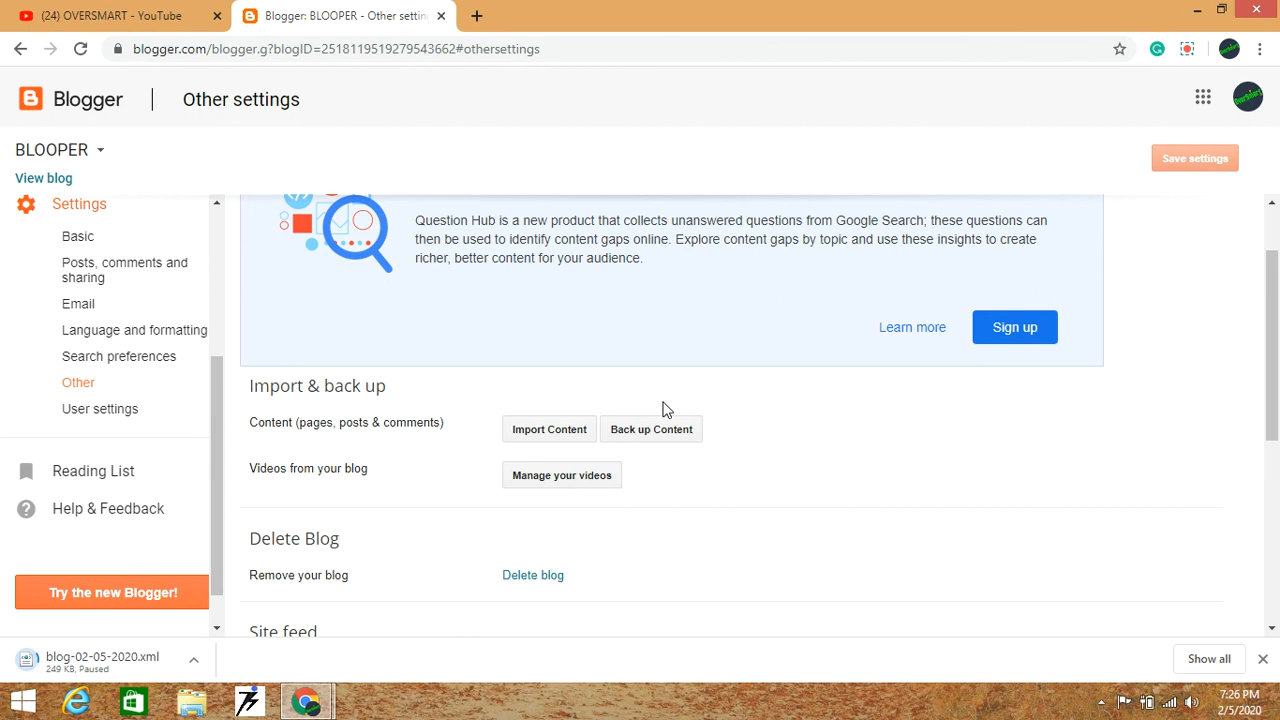 (24) OVERSMART - YouTube
Blogger: BLOOPER - Other settin
blogger.com/blogger.g?blogID=2518119519279543662#othersettings
Blogger
Other settings
OverSmart
BLOOPER
Save settings
View blog
Settings
Basic
Posts, comments and
sharing
Email
Language and formatting
Search preferences
Other
User settings
Reading List
Help & Feedback
Try the new Blogger!
Question Hub is a new product that collects unanswered questions from Google Search; these questions can
then be used to identify content gaps online. Explore content gaps by topic and use these insights to create
richer, better content for your audience.
Learn more
Sign up
Import & back up
Content (pages, posts & comments)
Import Content
Back up Content
Videos from your blog
Manage your videos
Delete Blog
Remove your blog
Delete blog
Site feed
blog-02-05-2020.xml
249 KB, Paused
Show all
7:26 PM
2/5/2020